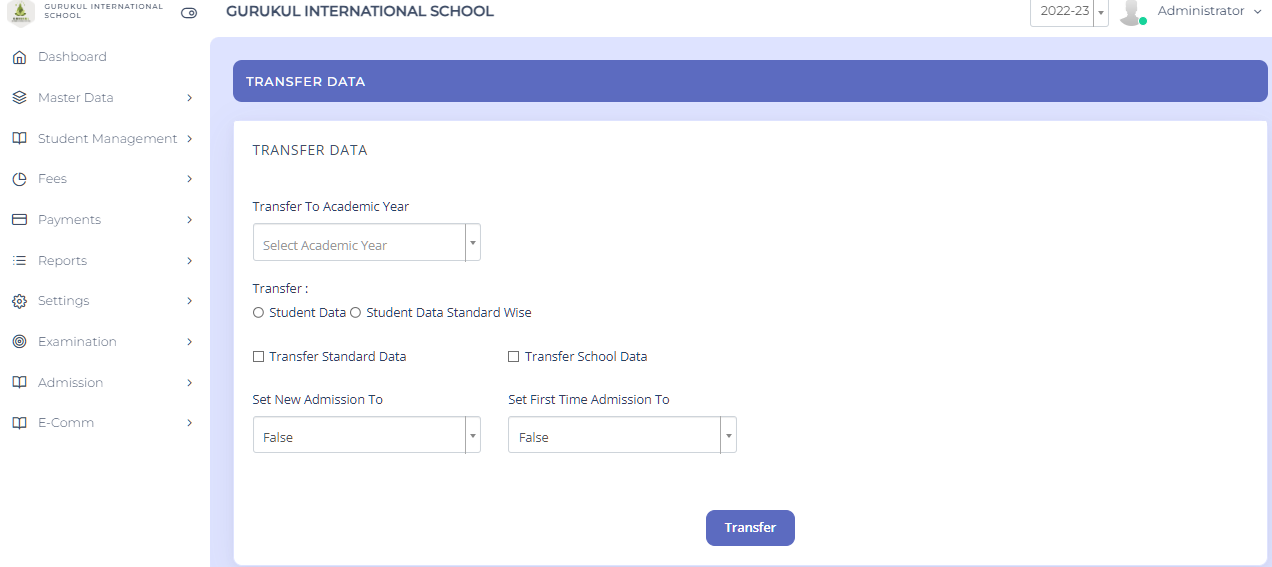 GURUKUL INTERNATIONAL
SCHOOL
GURUKUL INTERNATIONAL SCHOOL
2022-23
Administrator
Dashboard
Master Data
Student Management
Fees
Payments
Reports
Settings
Examination
Admission
E-Comm
TRANSFER DATA
TRANSFER DATA
Transfer To Academic Year
Select Academic Year
Transfer :
Student Data Student Data Standard Wise
Transfer Standard Data Transfer School Data
Set New Admission To Set First Time Admission To
False False
Transfer